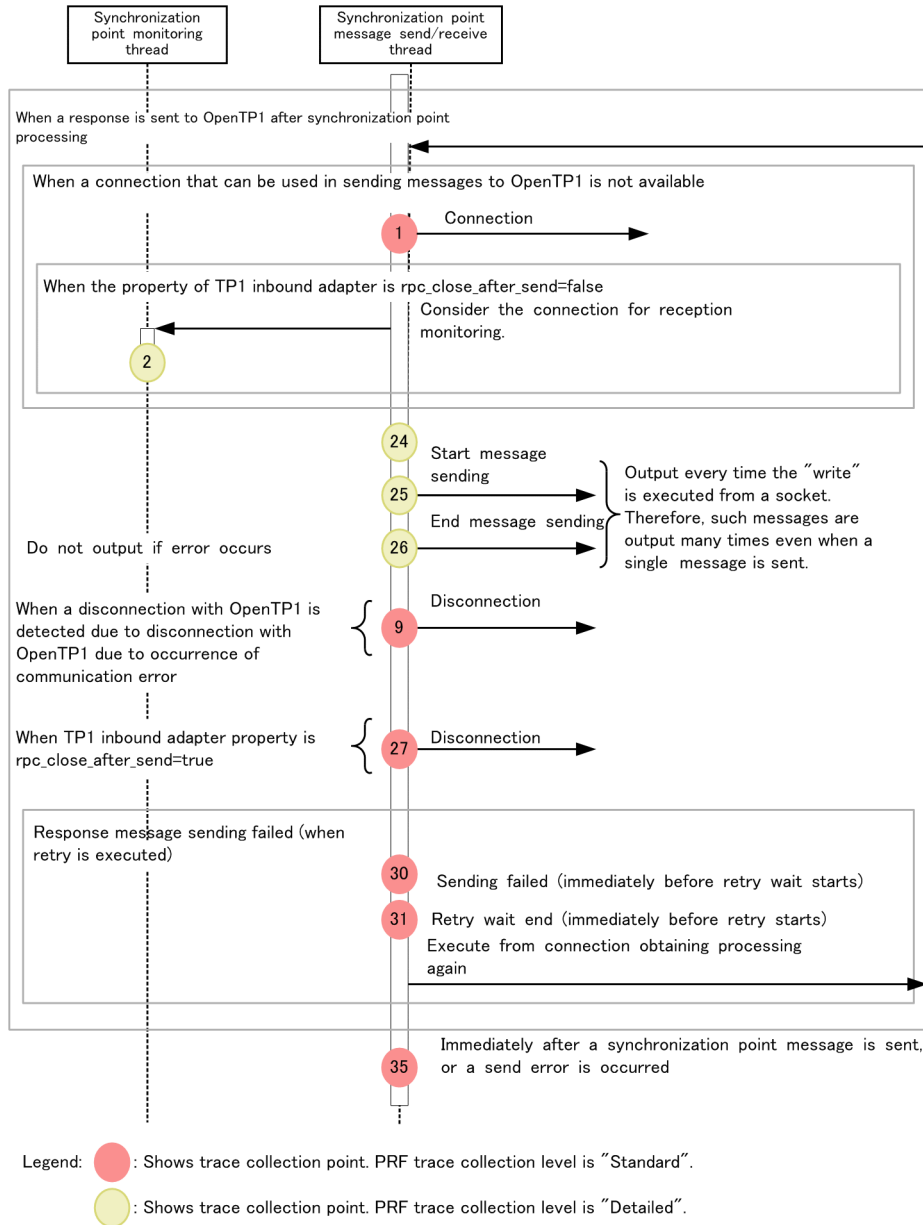 Synchronization
point monitoring
thread
Synchronization point
message send/receive
thread
When a response is sent to OpenTP1 after synchronization point
processing
When a connection that can be used in sending messages to OpenTP1 is not available
1
Connection
When the property of TP1 inbound adapter is rpc_close_after_send=false
Consider the connection for reception
monitoring.
2
24
Start message
sending
25
End message sending
26
Output every time the "write"
is executed from a socket.
Therefore, such messages are
output many times even when a
single message is sent.
Do not output if error occurs
When a disconnection with OpenTP1 is
detected due to disconnection with
OpenTP1 due to occurrence of
communication error
9
Disconnection
When TP1 inbound adapter property is
rpc_close_after_send=true
27
Disconnection
Response message sending failed (when
retry is executed)
30
Sending failed (immediately before retry wait starts)
31
Retry wait end (immediately before retry starts)
Execute from connection obtaining processing
again
35
Immediately after a synchronization point message is sent,
or a send error is occurred
Legend: : Shows trace collection point. PRF trace collection level is "Standard".
: Shows trace collection point. PRF trace collection level is "Detailed".